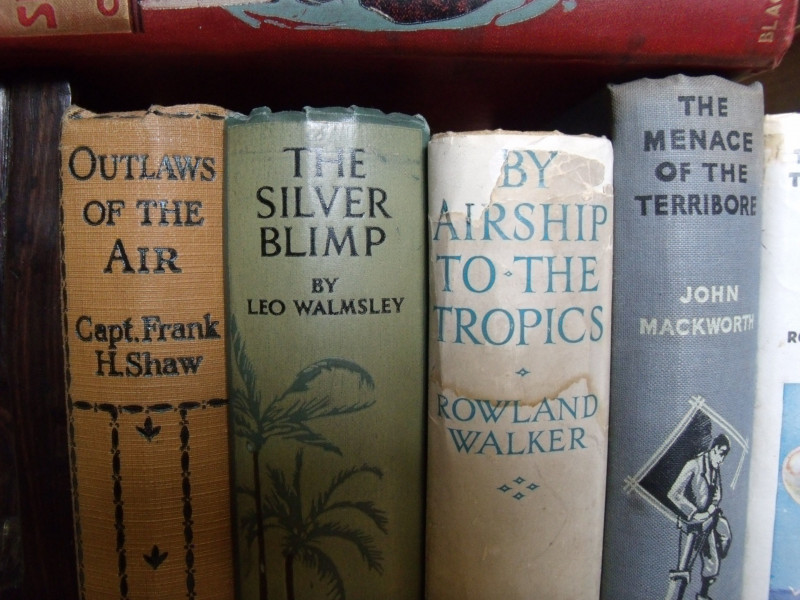 OUTLAWS
OF THE
AIR
Capt. Frank
H. Shaw
THE
SILVER
BLIMP
BY
LEO WALMSLEY
BY
AIRSHIP
TO · THE
TROPICS
ROWLAND
WALKER
THE
MENACE
OF THE
TERRIBORE
JOHN
MACKWORTH